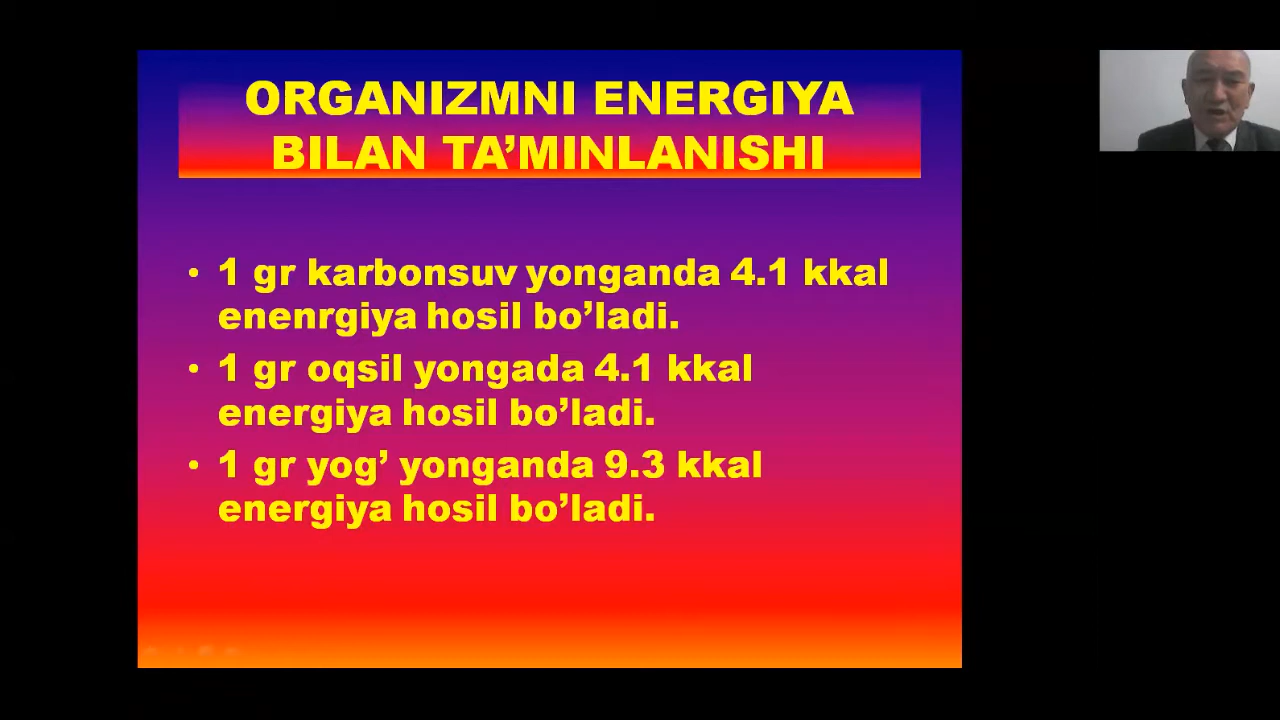 ORGANIZMNI ENERGIYA
BILAN TA’MINLANISHI
• 1 gr karbonsuv yonganda 4.1 kkal
enenrgiya hosil bo’ladi.
• 1 gr oqsil yongada 4.1 kkal
energiya hosil bo’ladi.
• 1 gr yog’ yonganda 9.3 kkal
energiya hosil bo’ladi.